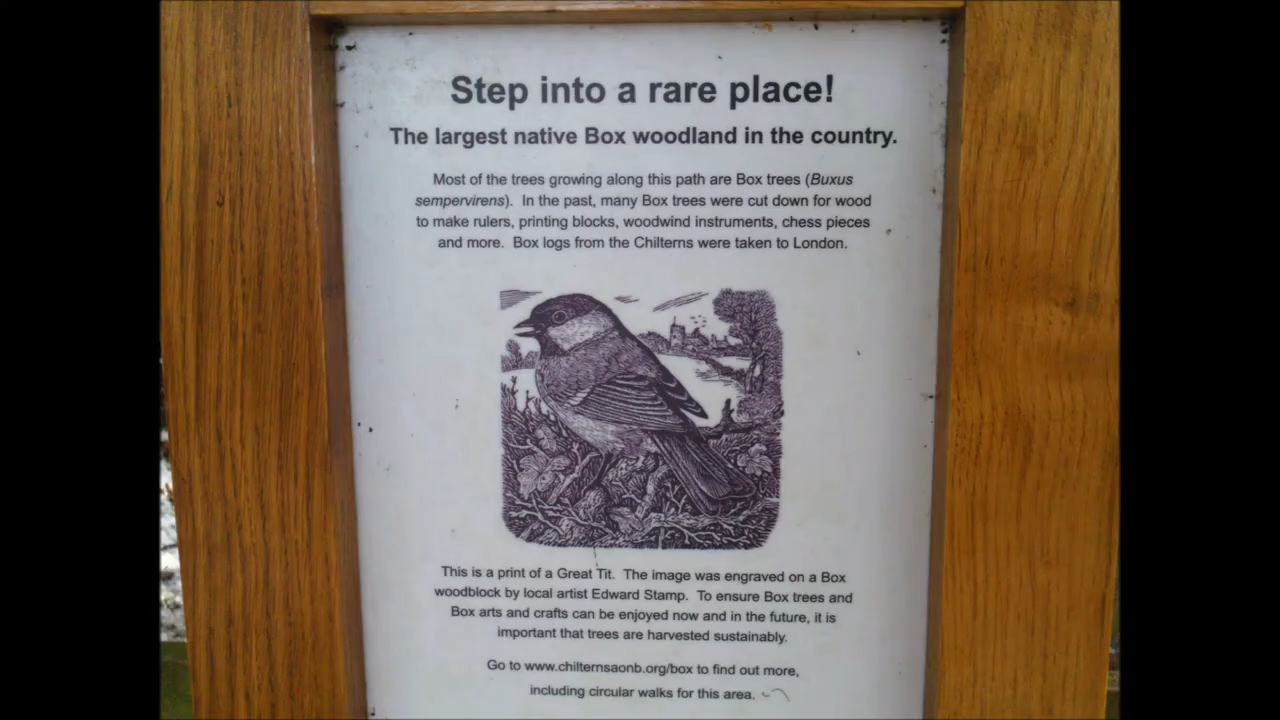 Step into a rare place!
The largest native Box woodland in the country.
Most of the trees growing along this path are Box trees (Buxus
sempervirens). In the past, many Box trees were cut down for wood
to make rulers, printing blocks, woodwind instruments, chess pieces
and more. Box logs from the Chilterns were taken to London.
This is a print of a Great Tit. The image was engraved on a Box
woodblock by local artist Edward Stamp. To ensure Box trees and
Box arts and crafts can be enjoyed now and in the future, it is
important that trees are harvested sustainably.
Go to www.chilternsaonb.org/box to find out more,
including circular walks for this area.